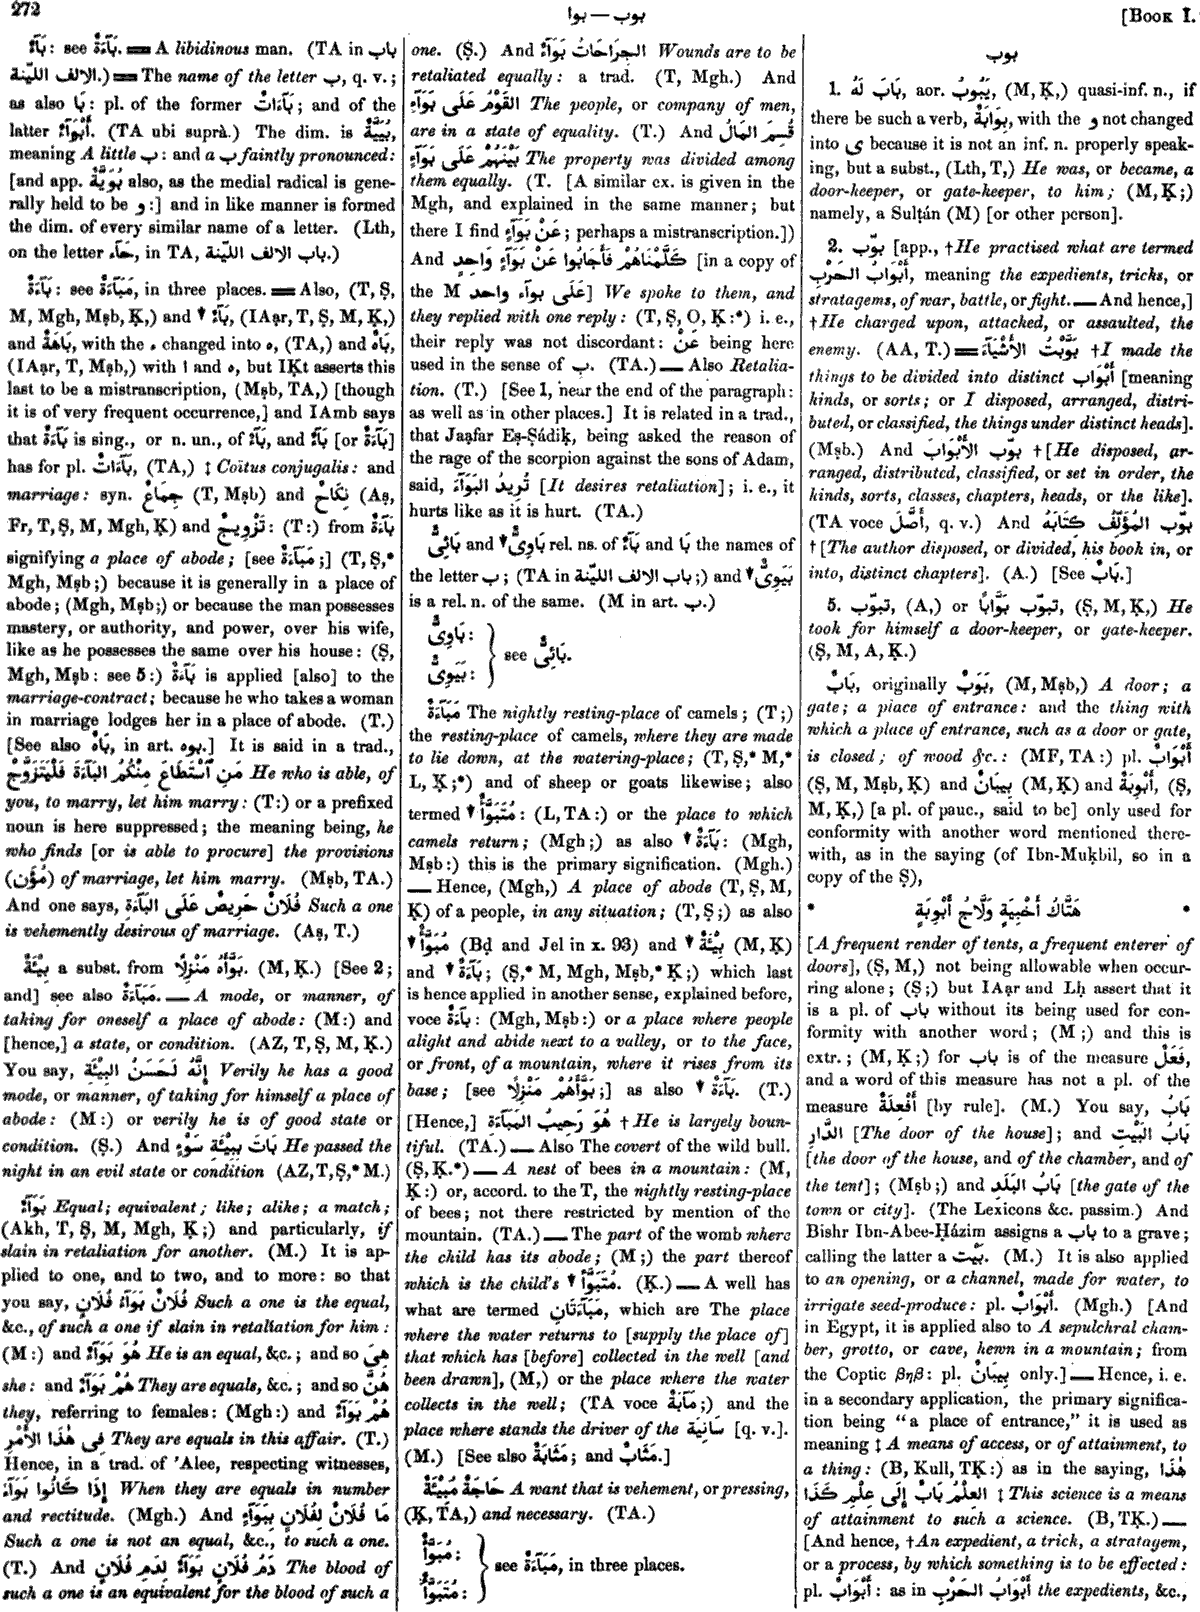 272
بوب — بوا
[Book I.
بَآءٌ: see بَآءَةٌ. = A libidinous man. (TA in باب
الالف الليّنة.) = The name of the letter ب, q. v.;
as also بَا: pl. of the former بَآءَاتٌ; and of the
latter أَبْوَآءٌ. (TA ubi suprà.) The dim. is بُيَيَّةٌ,
meaning A little ب: and a ب faintly pronounced:
[and app. بُوَيَّةٌ also, as the medial radical is gene-
rally held to be و:] and in like manner is formed
the dim. of every similar name of a letter. (Lth,
on the letter حَآء, in TA, باب الالف الليّنة.)
بَآءَةٌ: see مَبَآءَةٌ, in three places. = Also, (T, Ṣ,
M, Mgh, Mṣb, Ḳ,) and ▾ بَآءٌ, (IAạr, T, Ṣ, M, Ḳ,)
and بَاهَةٌ, with the ء changed into ه, (TA,) and بَاهٌ
(IAạr, T, Mṣb,) with ا and ه, but IḲt asserts this
last to be a mistranscription, (Mṣb, TA,) [though
it is of very frequent occurrence,] and IAmb says
that بَآءَةٌ is sing., or n. un., of بَآءٌ, and بَآءٌ [or بَآءَةٌ]
has for pl. بَآءَاتٌ, (TA,) ‡ Coïtus conjugalis: and
marriage: syn. جِمَاعٌ (T, Mṣb) and نِكَاحٌ (Aṣ,
Fr, T, Ṣ, M, Mgh, Ḳ) and تَزْوِيجٌ: (T:) from بَآءَةٌ
signifying a place of abode; [see مَبَآءَةٌ;] (T, Ṣ,*
Mgh, Mṣb;) because it is generally in a place of
abode; (Mgh, Mṣb;) or because the man possesses
mastery, or authority, and power, over his wife,
like as he possesses the same over his house: (Ṣ,
Mgh, Mṣb: see 5:) بَآءَةٌ is applied [also] to the
marriage-contract; because he who takes a woman
in marriage lodges her in a place of abode. (T.)
[See also بَاهٌ, in art. بوه.] It is said in a trad.,
مَنِ ٱسْتَطَاعَ مِنْكُمُ البَآءَةَ فَلْيَتَزَوَّجْ He who is able, of
you, to marry, let him marry: (T:) or a prefixed
noun is here suppressed; the meaning being, he
who finds [or is able to procure] the provisions
(مُؤَن) of marriage, let him marry. (Mṣb, TA.)
And one says, فُلَانٌ حَرِيصٌ عَلَى البَآءَةِ Such a one
is vehemently desirous of marriage. (Aṣ, T.)
بِيْئَةٌ a subst. from بَوَّأَهُ مَنْزِلًا. (M, Ḳ.) [See 2;
and] see also مَبَآءَةٌ. — A mode, or manner, of
taking for oneself a place of abode: (M:) and
[hence,] a state, or condition. (AZ, T, Ṣ, M, Ḳ.)
You say, إِنَّهُ لَحَسَنُ البِيْئَةِ Verily he has a good
mode, or manner, of taking for himself a place of
abode: (M:) or verily he is of good state or
condition. (Ṣ.) And بَاتَ بِبِيْئَةِ سَوْءٍ He passed the
night in an evil state or condition (AZ, T, Ṣ,* M.)
بَوَآءٌ Equal; equivalent; like; alike; a match;
(Akh, T, Ṣ, M, Mgh, Ḳ;) and particularly, if
slain in retaliation for another. (M.) It is ap-
plied to one, and to two, and to more: so that
you say, فُلَانٌ بَوَآءُ فُلَانٍ Such a one is the equal,
&c., of such a one if slain in retaliation for him:
(M:) and هُوَ بَوَآءٌ He is an equal, &c.; and so هِىَ
she: and هُمْ بَوَآءٌ They are equals, &c.; and so هُنَّ
they, referring to females: (Mgh:) and هُمْ بَوَآءٌ
فِى هٰذَا الأَمْرِ They are equals in this affair. (T.)
Hence, in a trad. of 'Alee, respecting witnesses,
إِذَا كَانُوا بَوَآءً When they are equals in number
and rectitude. (Mgh.) And مَا فُلَانٌ لِفُلَانٍ بِبَوَآءٍ
Such a one is not an equal, &c., to such a one.
(T.) And دَمُ فُلَانٍ بَوَآءٌ لِدَمِ فُلَانٍ The blood of
such a one is an equivalent for the blood of such a
one. (Ṣ.) And الجِرَاحَاتُ بَوَآءٌ Wounds are to be
retaliated equally: a trad. (T, Mgh.) And
القَوْمُ عَلَى بَوَآءٍ The people, or company of men,
are in a state of equality. (T.) And قُسِمَ المَالُ
بَيْنَهُمْ عَلَى بَوَآءٍ The property was divided among
them equally. (T. [A similar ex. is given in the
Mgh, and explained in the same manner; but
there I find عَنْ بَوَآءٍ; perhaps a mistranscription.])
And كَلَّمْنَاهُمْ فَأَجَابُوا عَنْ بَوَآءٍ وَاحِدٍ [in a copy of
the M على بوآء واحد] We spoke to them, and
they replied with one reply: (T, Ṣ, O, Ḳ:*) i. e.,
their reply was not discordant: عَنْ being here
used in the sense of ب. (TA.) — Also Retalia-
tion. (T.) [See 1, near the end of the paragraph:
as well as in other places.] It is related in a trad.,
that Jaạfar Eṣ-Ṣádiḳ, being asked the reason of
the rage of the scorpion against the sons of Adam,
said, تُرِيدُ البَوَآءَ [It desires retaliation]; i. e., it
hurts like as it is hurt. (TA.)
بَائِىٌّ and ▾ بَاوِىٌّ rel. ns. of بَآءٌ and بَا the names of
the letter ب; (TA in باب الالف الليّنة;) and ▾ بَيَوِىٌّ
is a rel. n. of the same. (M in art. ب.)
بَاوِىٌّ:
بَيَوِىٌّ:
see بَائِىٌّ.
مَبَآءَةٌ The nightly resting-place of camels; (T;)
the resting-place of camels, where they are made
to lie down, at the watering-place; (T, Ṣ,* M,*
L, Ḳ;*) and of sheep or goats likewise; also
termed ▾ مُتَبَوَّأٌ: (L, TA:) or the place to which
camels return; (Mgh;) as also ▾ بَآءَةٌ: (Mgh,
Mṣb:) this is the primary signification. (Mgh.)
— Hence, (Mgh,) A place of abode (T, Ṣ, M,
Ḳ) of a people, in any situation; (T, Ṣ;) as also
▾ مُبَوَّأٌ (Bḍ and Jel in x. 93) and ▾ بِيْئَةٌ (M, Ḳ)
and ▾ بَآءَةٌ; (Ṣ,* M, Mgh, Mṣb,* Ḳ;) which last
is hence applied in another sense, explained before,
voce بَآءَةٌ: (Mgh, Mṣb:) or a place where people
alight and abide next to a valley, or to the face,
or front, of a mountain, where it rises from its
base; [see بَوَّأَهُمْ مَنْزِلًا;] as also ▾ بَآءَةٌ. (T.)
[Hence,] هُوَ رَحِيبُ المَبَآءَةِ † He is largely boun-
tiful. (TA.) — Also The covert of the wild bull.
(Ṣ, Ḳ.*) — A nest of bees in a mountain: (M,
Ḳ:) or, accord. to the T, the nightly resting-place
of bees; not there restricted by mention of the
mountain. (TA.) — The part of the womb where
the child has its abode; (M;) the part thereof
which is the child's ▾ مُتَبَوَّأٌ. (Ḳ.) — A well has
what are termed مَبَآءَتَانِ, which are The place
where the water returns to [supply the place of]
that which has [before] collected in the well [and
been drawn], (M,) or the place where the water
collects in the well; (TA voce مَثَابَةٌ;) and the
place where stands the driver of the سَانِيَة [q. v.].
(M.) [See also مَثَابَةٌ; and مَثَابٌ.]
حَاجَةٌ مُبِيْئَةٌ A want that is vehement, or pressing,
(Ḳ, TA,) and necessary. (TA.)
مُبَوَّأٌ:
مُتَبَوَّأٌ:
see مَبَآءَةٌ, in three places.
بوب
1. بَابَ لَهُ, aor. يَبُوبُ, (M, Ḳ,) quasi-inf. n., if
there be such a verb, بِوَابَةٌ, with the و not changed
into ى because it is not an inf. n. properly speak-
ing, but a subst., (Lth, T,) He was, or became, a
door-keeper, or gate-keeper, to him; (M, Ḳ;)
namely, a Sulṭán (M) [or other person].
2. بوّب [app., † He practised what are termed
أَبْوَابُ الحَرْبِ, meaning the expedients, tricks, or
stratagems, of war, battle, or fight. — And hence,]
† He charged upon, attacked, or assaulted, the
enemy. (AA, T.) = بَوَّبْتُ الأَشْيَآءَ † I made the
things to be divided into distinct أَبْوَاب [meaning
kinds, or sorts; or I disposed, arranged, distri-
buted, or classified, the things under distinct heads].
(Mṣb.) And بوّب الأَبْوَابَ † [He disposed, ar-
ranged, distributed, classified, or set in order, the
kinds, sorts, classes, chapters, heads, or the like].
(TA voce أَصَّلَ, q. v.) And بوّب المُؤَلِّفُ كِتَابَهُ
† [The author disposed, or divided, his book in, or
into, distinct chapters]. (A.) [See بَابٌ.]
5. تبوّب, (A,) or تبوّب بَوَّابًا, (Ṣ, M, Ḳ,) He
took for himself a door-keeper, or gate-keeper.
(Ṣ, M, A, Ḳ.)
بَابٌ, originally بَوَبٌ, (M, Mṣb,) A door; a
gate; a place of entrance: and the thing with
which a place of entrance, such as a door or gate,
is closed; of wood &c.: (MF, TA:) pl. أَبْوَابٌ
(Ṣ, M, Mṣb, Ḳ) and بِيبَانٌ (M, Ḳ) and أَبْوِبَةٌ, (Ṣ,
M, Ḳ,) [a pl. of pauc., said to be] only used for
conformity with another word mentioned there-
with, as in the saying (of Ibn-Muḳbil, so in a
copy of the Ṣ),
* هَتَّاكُ أَخْبِيَةٍ وَلَّاجُ أَبْوِبَةٍ *
[A frequent render of tents, a frequent enterer of
doors], (Ṣ, M,) not being allowable when occur-
ring alone; (Ṣ;) but IAạr and Lḥ assert that it
is a pl. of باب without its being used for con-
formity with another word; (M;) and this is
extr.; (M, Ḳ;) for باب is of the measure فَعَلٌ,
and a word of this measure has not a pl. of the
measure أَفْعِلَةٌ [by rule]. (M.) You say, بَابُ
الدَّارِ [The door of the house]; and بَابُ البَيْتِ
[the door of the house, and of the chamber, and of
the tent]; (Mṣb;) and بَابُ البَلَدِ [the gate of the
town or city]. (The Lexicons &c. passim.) And
Bishr Ibn-Abee-Ḥázim assigns a باب to a grave;
calling the latter a بَيْت. (M.) It is also applied
to an opening, or a channel, made for water, to
irrigate seed-produce: pl. أَبْوَابٌ. (Mgh.) [And
in Egypt, it is applied also to A sepulchral cham-
ber, grotto, or cave, hewn in a mountain; from
the Coptic βηβ: pl. بِيبَانٌ only.] — Hence, i. e.
in a secondary application, the primary significa-
tion being "a place of entrance," it is used as
meaning ‡ A means of access, or of attainment, to
a thing: (B, Kull, TḲ:) as in the saying, هٰذَا
العِلْمُ بَابٌ إِلَى عِلْمِ كَذَا ‡ This science is a means
of attainment to such a science. (B, TḲ.) —
[And hence, † An expedient, a trick, a stratagem,
or a process, by which something is to be effected:
pl. أَبْوَابٌ: as in أَبْوَابُ الحَرْبِ the expedients, &c.,